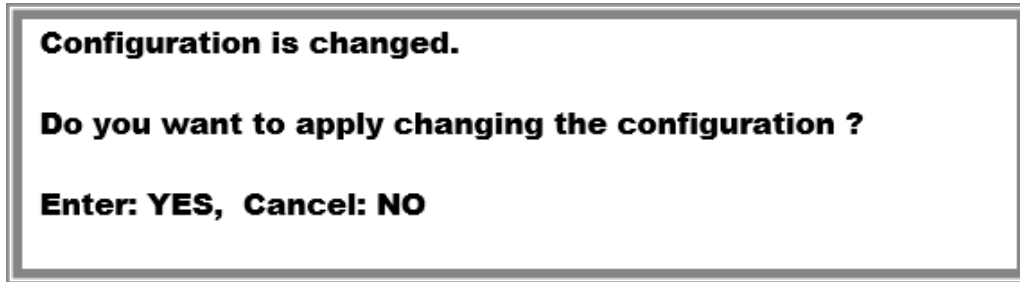 Configuration is changed.
Do you want to apply changing the configuration ?
Enter: YES,  Cancel: NO